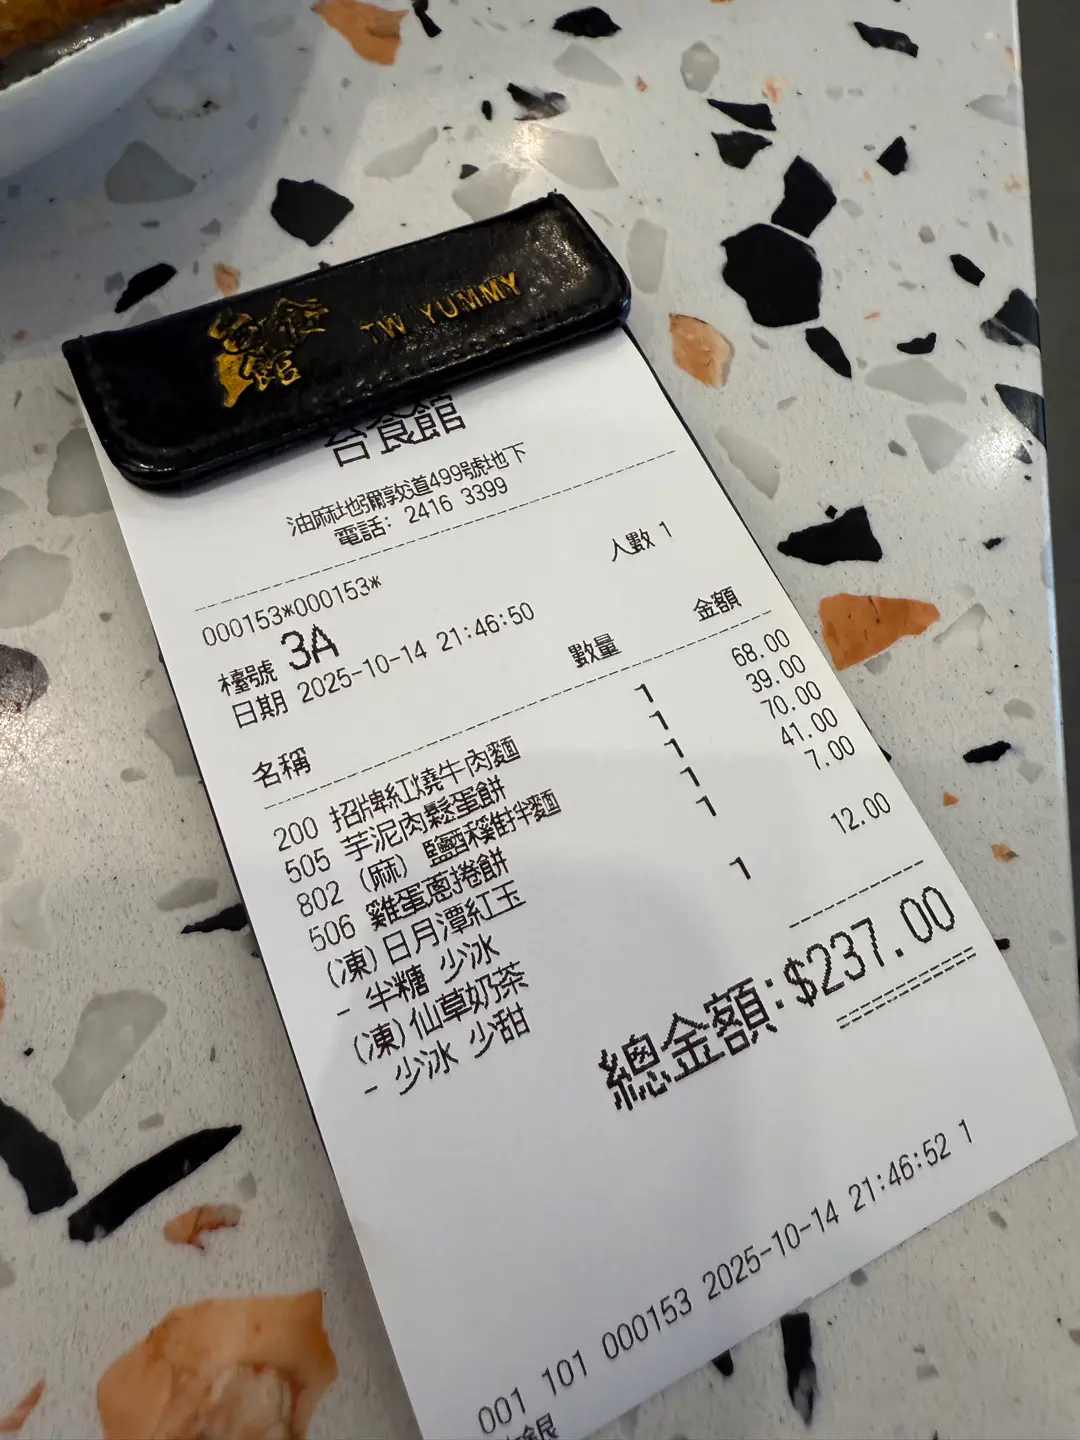 台食館
TW YUMMY
台食館
油麻地彌敦道499號地下
電話: 2416 3399
000153*000153*
人數 1
檯號 3A
日期 2025-10-14 21:46:50
名稱 數量 金額
200 招牌紅燒牛肉麵 1 68.00
505 芋泥肉鬆蛋餅 1 39.00
802 (麻) 鹽酥雞拌麵 1 70.00
506 雞蛋蔥捲餅 1 41.00
(凍)日月潭紅玉 1 7.00
- 半糖 少冰
(凍)仙草奶茶 1 12.00
- 少冰 少甜
總金額:$237.00
001 101 000153 2025-10-14 21:46:52 1